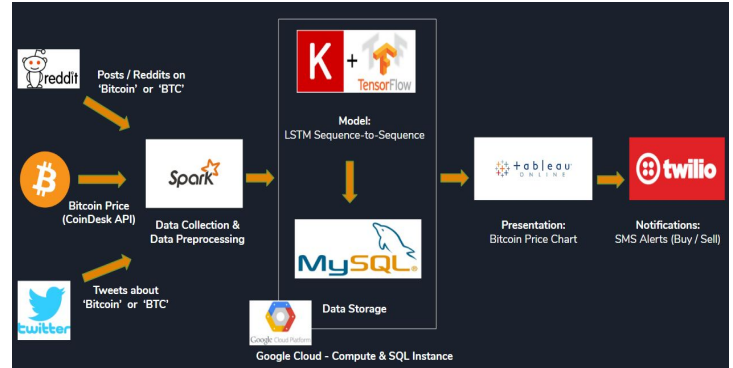 reddit
Posts / Reddits on
'Bitcoin' or 'BTC'
Bitcoin Price
(CoinDesk API)
Tweets about
'Bitcoin' or 'BTC'
twitter
Spark
Data Collection &
Data Preprocessing
K + TensorFlow
Model:
LSTM Sequence-to-Sequence
MySQL®
Data Storage
Google Cloud Platform
Google Cloud - Compute & SQL Instance
+ableau
ONLINE
Presentation:
Bitcoin Price Chart
twilio
Notifications:
SMS Alerts (Buy / Sell)